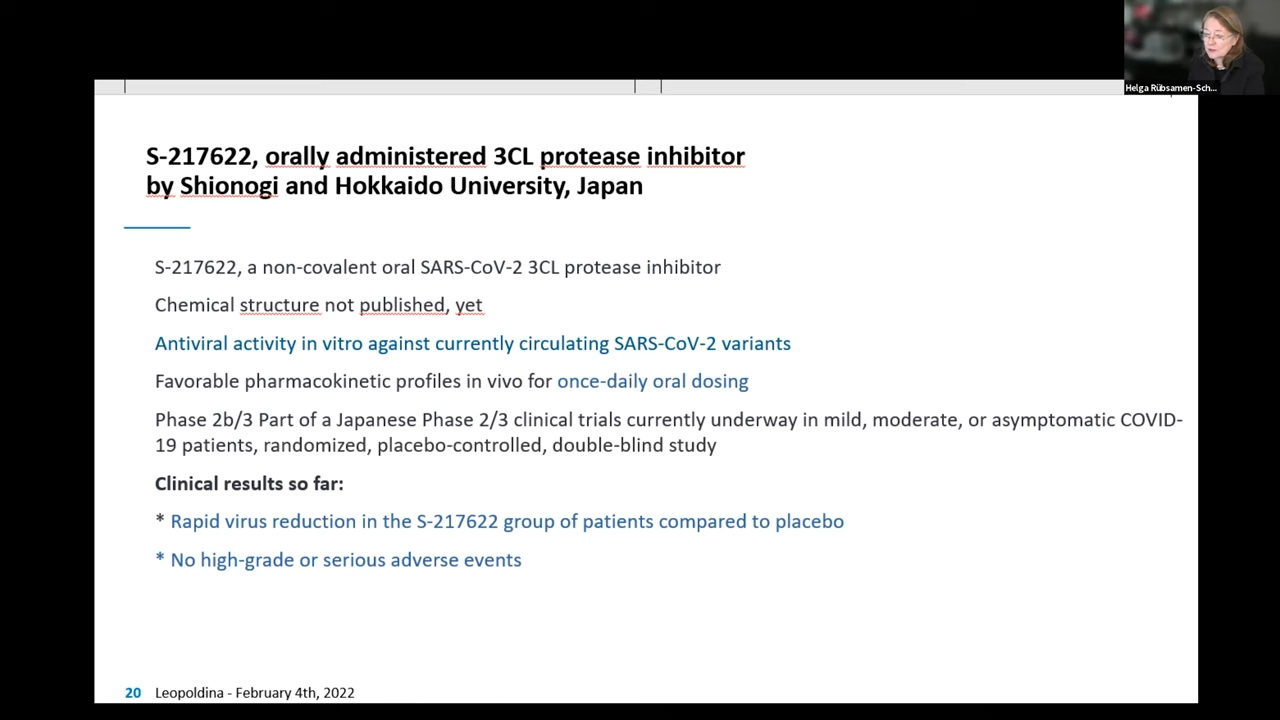 Helga Rübsamen-Sch...
S-217622, orally administered 3CL protease inhibitor
by Shionogi and Hokkaido University, Japan
S-217622, a non-covalent oral SARS-CoV-2 3CL protease inhibitor
Chemical structure not published, yet
Antiviral activity in vitro against currently circulating SARS-CoV-2 variants
Favorable pharmacokinetic profiles in vivo for once-daily oral dosing
Phase 2b/3 Part of a Japanese Phase 2/3 clinical trials currently underway in mild, moderate, or asymptomatic COVID-
19 patients, randomized, placebo-controlled, double-blind study
Clinical results so far:
* Rapid virus reduction in the S-217622 group of patients compared to placebo
* No high-grade or serious adverse events
20 Leopoldina - February 4th, 2022